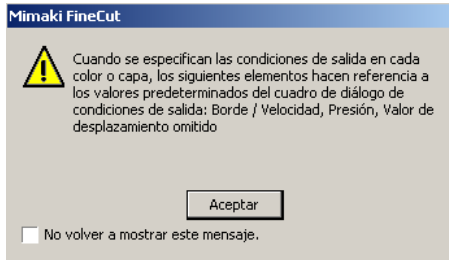 Mimaki FineCut
Cuando se especifican las condiciones de salida en cada
color o capa, los siguientes elementos hacen referencia a
los valores predeterminados del cuadro de diálogo de
condiciones de salida: Borde / Velocidad, Presión, Valor de
desplazamiento omitido
Aceptar
No volver a mostrar este mensaje.